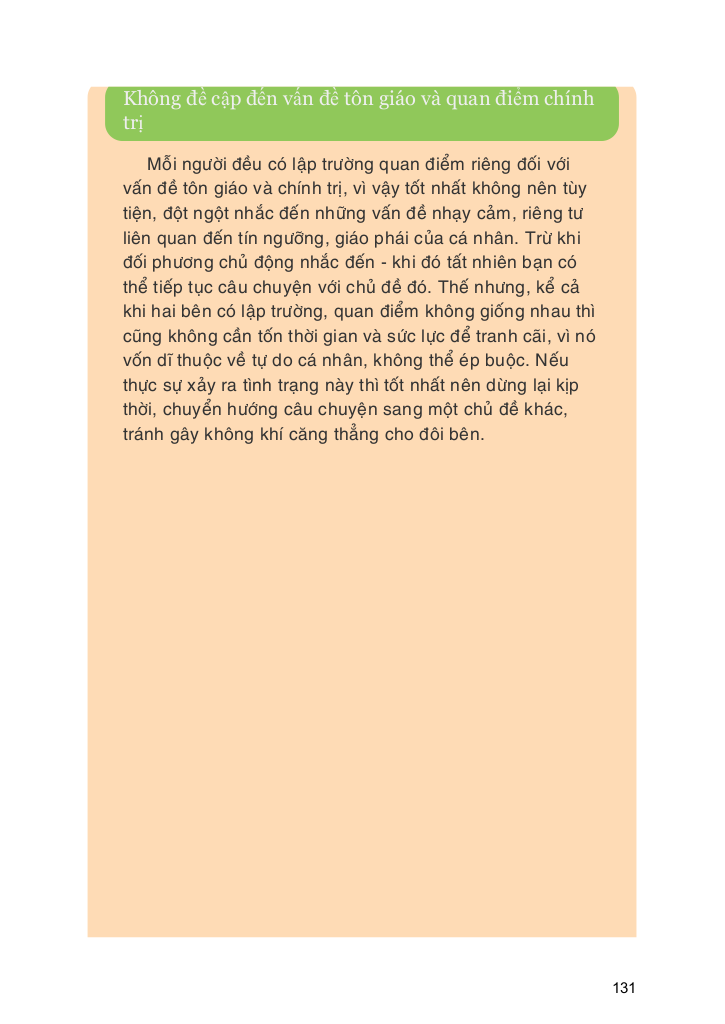 Không đề cập đến vấn đề tôn giáo và quan điểm chính
trị
Mỗi người đều có lập trường quan điểm riêng đối với
vấn đề tôn giáo và chính trị, vì vậy tốt nhất không nên tùy
tiện, đột ngột nhắc đến những vấn đề nhạy cảm, riêng tư
liên quan đến tín ngưỡng, giáo phái của cá nhân. Trừ khi
đối phương chủ động nhắc đến - khi đó tất nhiên bạn có
thể tiếp tục câu chuyện với chủ đề đó. Thế nhưng, kể cả
khi hai bên có lập trường, quan điểm không giống nhau thì
cũng không cần tốn thời gian và sức lực để tranh cãi, vì nó
vốn dĩ thuộc về tự do cá nhân, không thể ép buộc. Nếu
thực sự xảy ra tình trạng này thì tốt nhất nên dừng lại kịp
thời, chuyển hướng câu chuyện sang một chủ đề khác,
tránh gây không khí căng thẳng cho đôi bên.
131